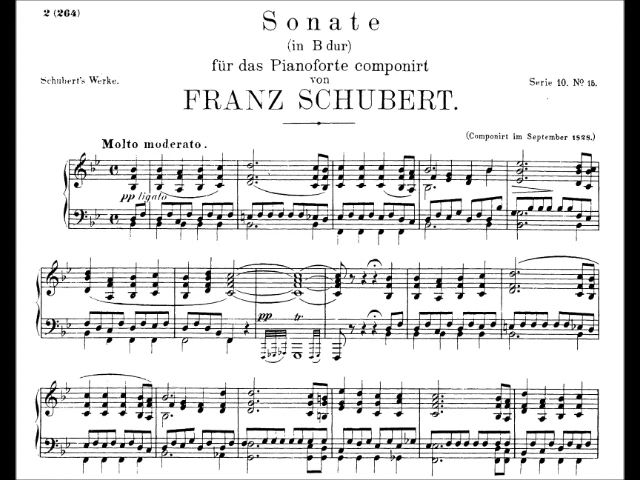 2 (264)
Sonate
(in B dur)
für das Pianoforte componirt
von
Schubert's Werke.
Serie 10. Nº 15.
FRANZ SCHUBERT.
(Componirt im September 1828.)
Molto moderato.
pp ligato
pp
tr